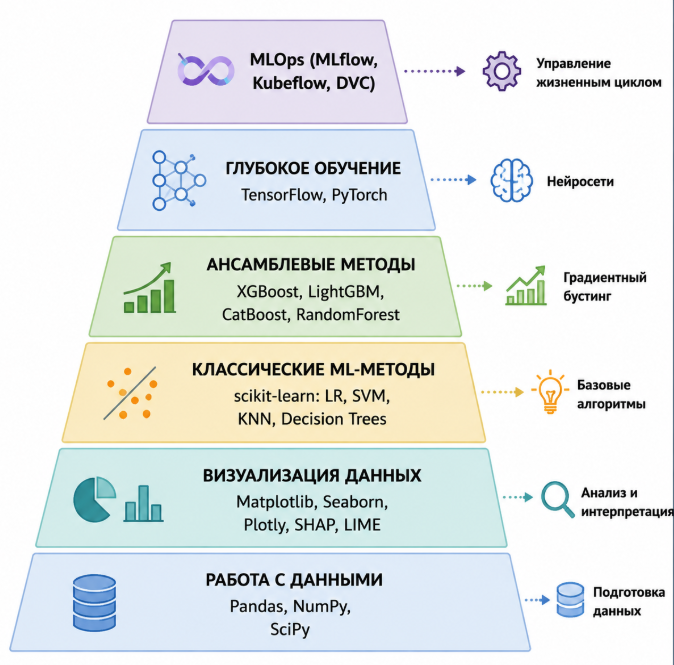 MLOps (MLflow,
Kubeflow, DVC)
Управление
жизненным циклом
ГЛУБОКОЕ ОБУЧЕНИЕ
TensorFlow, PyTorch
Нейросети
АНСАМБЛЕВЫЕ МЕТОДЫ
XGBoost, LightGBM,
CatBoost, RandomForest
Градиентный
бустинг
КЛАССИЧЕСКИЕ ML-МЕТОДЫ
scikit-learn: LR, SVM,
KNN, Decision Trees
Базовые
алгоритмы
ВИЗУАЛИЗАЦИЯ ДАННЫХ
Matplotlib, Seaborn,
Plotly, SHAP, LIME
Анализ и
интерпретация
РАБОТА С ДАННЫМИ
Pandas, NumPy,
SciPy
Подготовка
данных